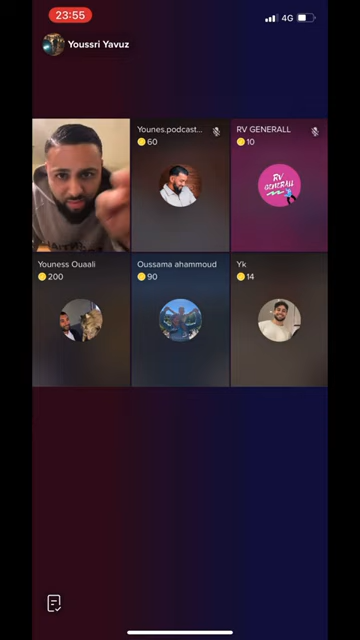 23:55
4G
Youssri Yavuz
Younes.podcast...
60
RV GENERALL
10
RV
GENERALL
Youness Ouaali
200
Oussama ahammoud
90
Yk
14